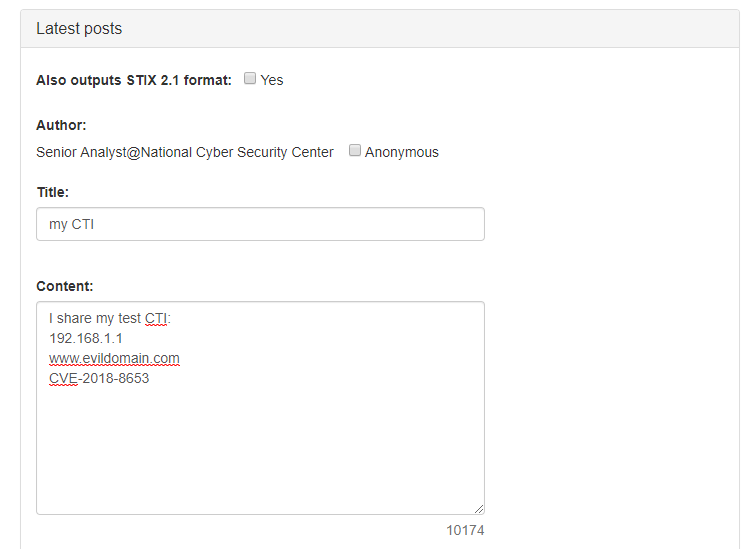 Latest posts
Also outputs STIX 2.1 format: Yes
Author:
Senior Analyst@National Cyber Security Center Anonymous
Title:
my CTI
Content:
I share my test CTI:
192.168.1.1
www.evildomain.com
CVE-2018-8653
10174